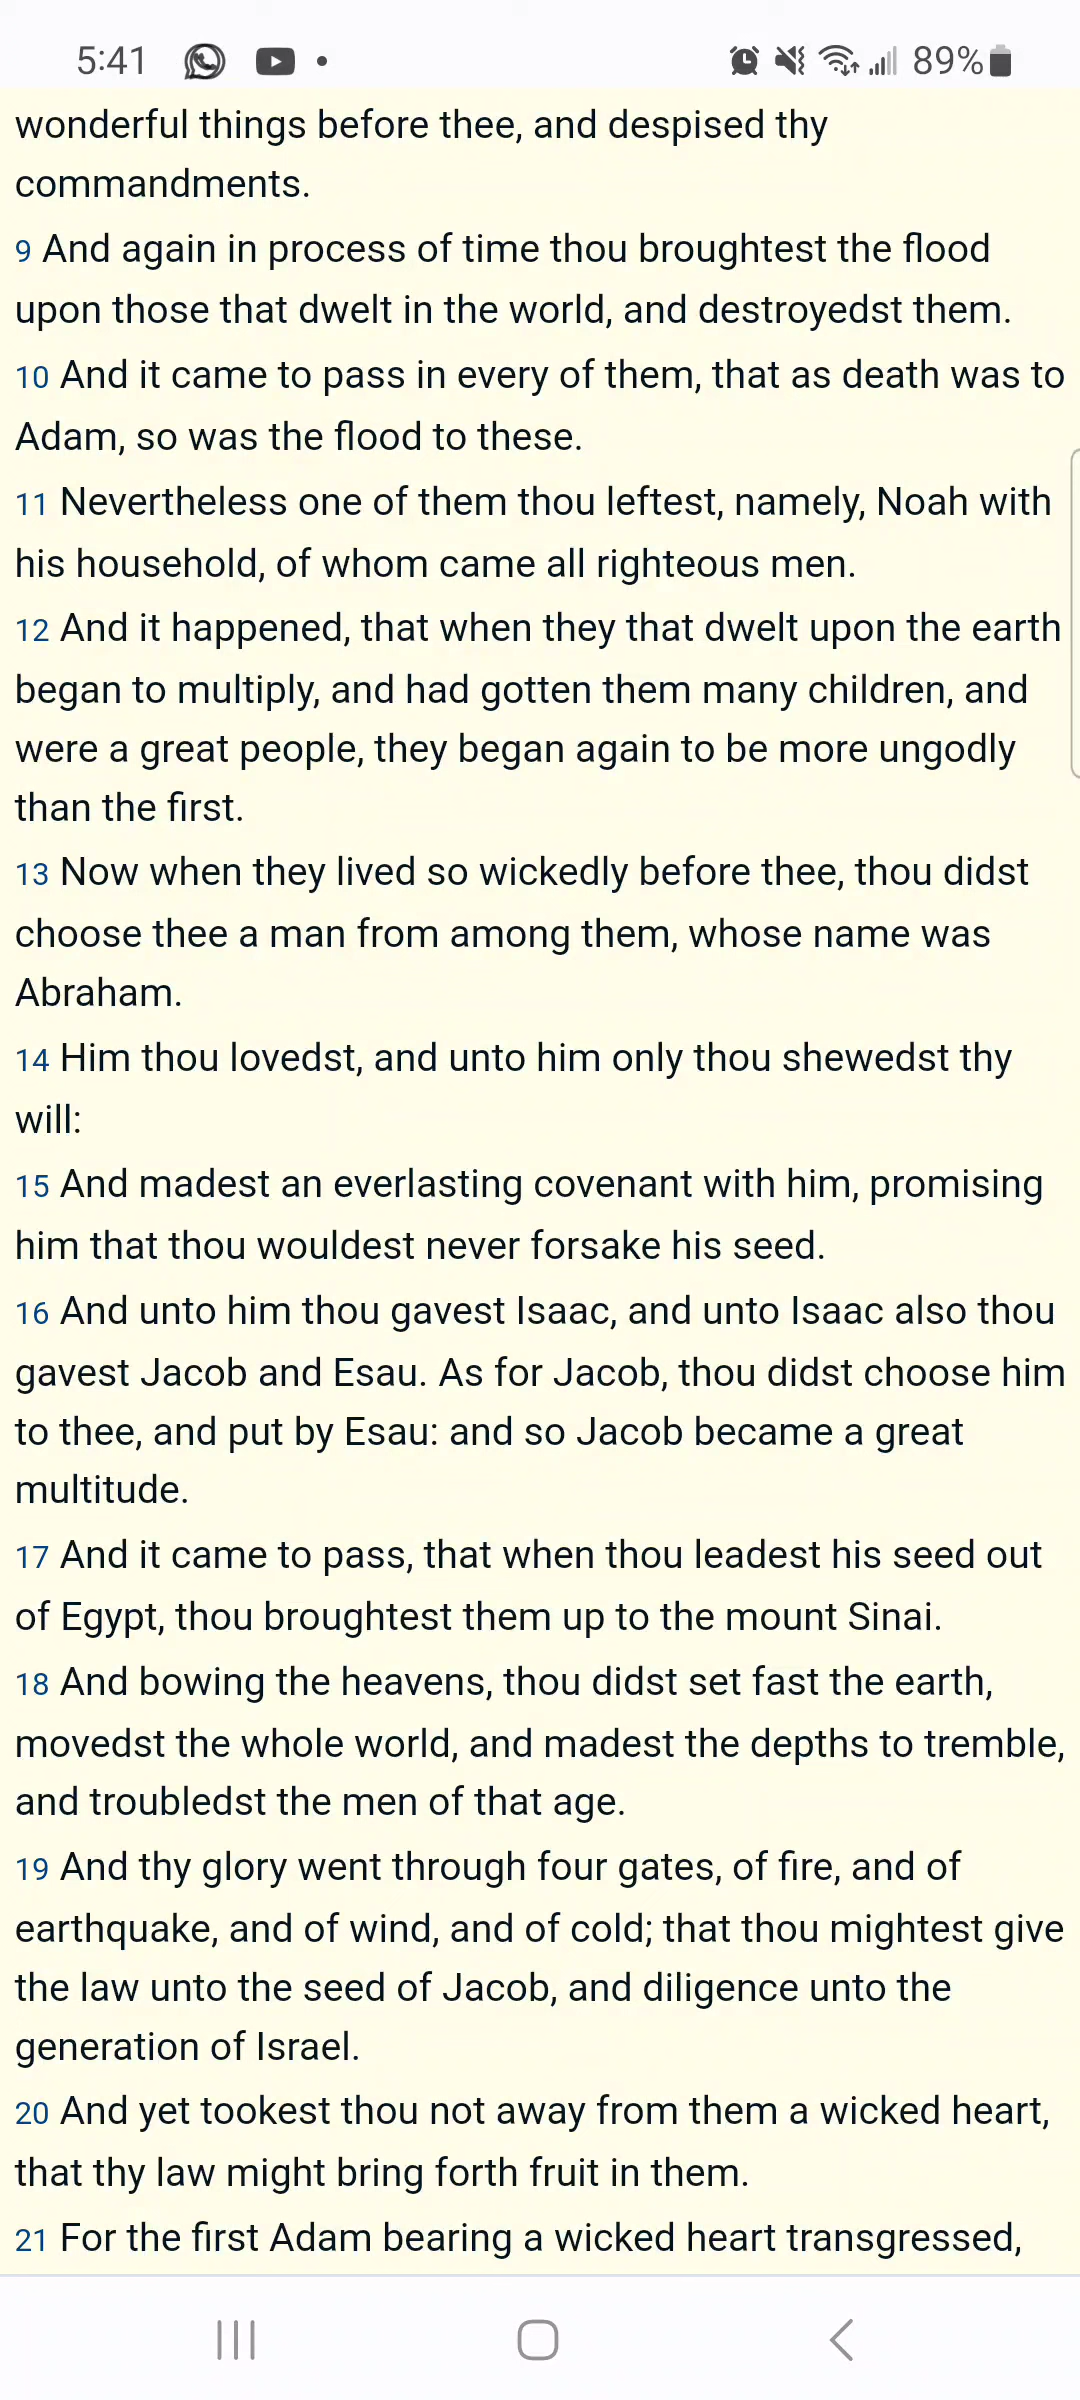 5:41
89%
wonderful things before thee, and despised thy
commandments.
9 And again in process of time thou broughtest the flood
upon those that dwelt in the world, and destroyedst them.
10 And it came to pass in every of them, that as death was to
Adam, so was the flood to these.
11 Nevertheless one of them thou leftest, namely, Noah with
his household, of whom came all righteous men.
12 And it happened, that when they that dwelt upon the earth
began to multiply, and had gotten them many children, and
were a great people, they began again to be more ungodly
than the first.
13 Now when they lived so wickedly before thee, thou didst
choose thee a man from among them, whose name was
Abraham.
14 Him thou lovedst, and unto him only thou shewedst thy
will:
15 And madest an everlasting covenant with him, promising
him that thou wouldest never forsake his seed.
16 And unto him thou gavest Isaac, and unto Isaac also thou
gavest Jacob and Esau. As for Jacob, thou didst choose him
to thee, and put by Esau: and so Jacob became a great
multitude.
17 And it came to pass, that when thou leadest his seed out
of Egypt, thou broughtest them up to the mount Sinai.
18 And bowing the heavens, thou didst set fast the earth,
movedst the whole world, and madest the depths to tremble,
and troubledst the men of that age.
19 And thy glory went through four gates, of fire, and of
earthquake, and of wind, and of cold; that thou mightest give
the law unto the seed of Jacob, and diligence unto the
generation of Israel.
20 And yet tookest thou not away from them a wicked heart,
that thy law might bring forth fruit in them.
21 For the first Adam bearing a wicked heart transgressed,